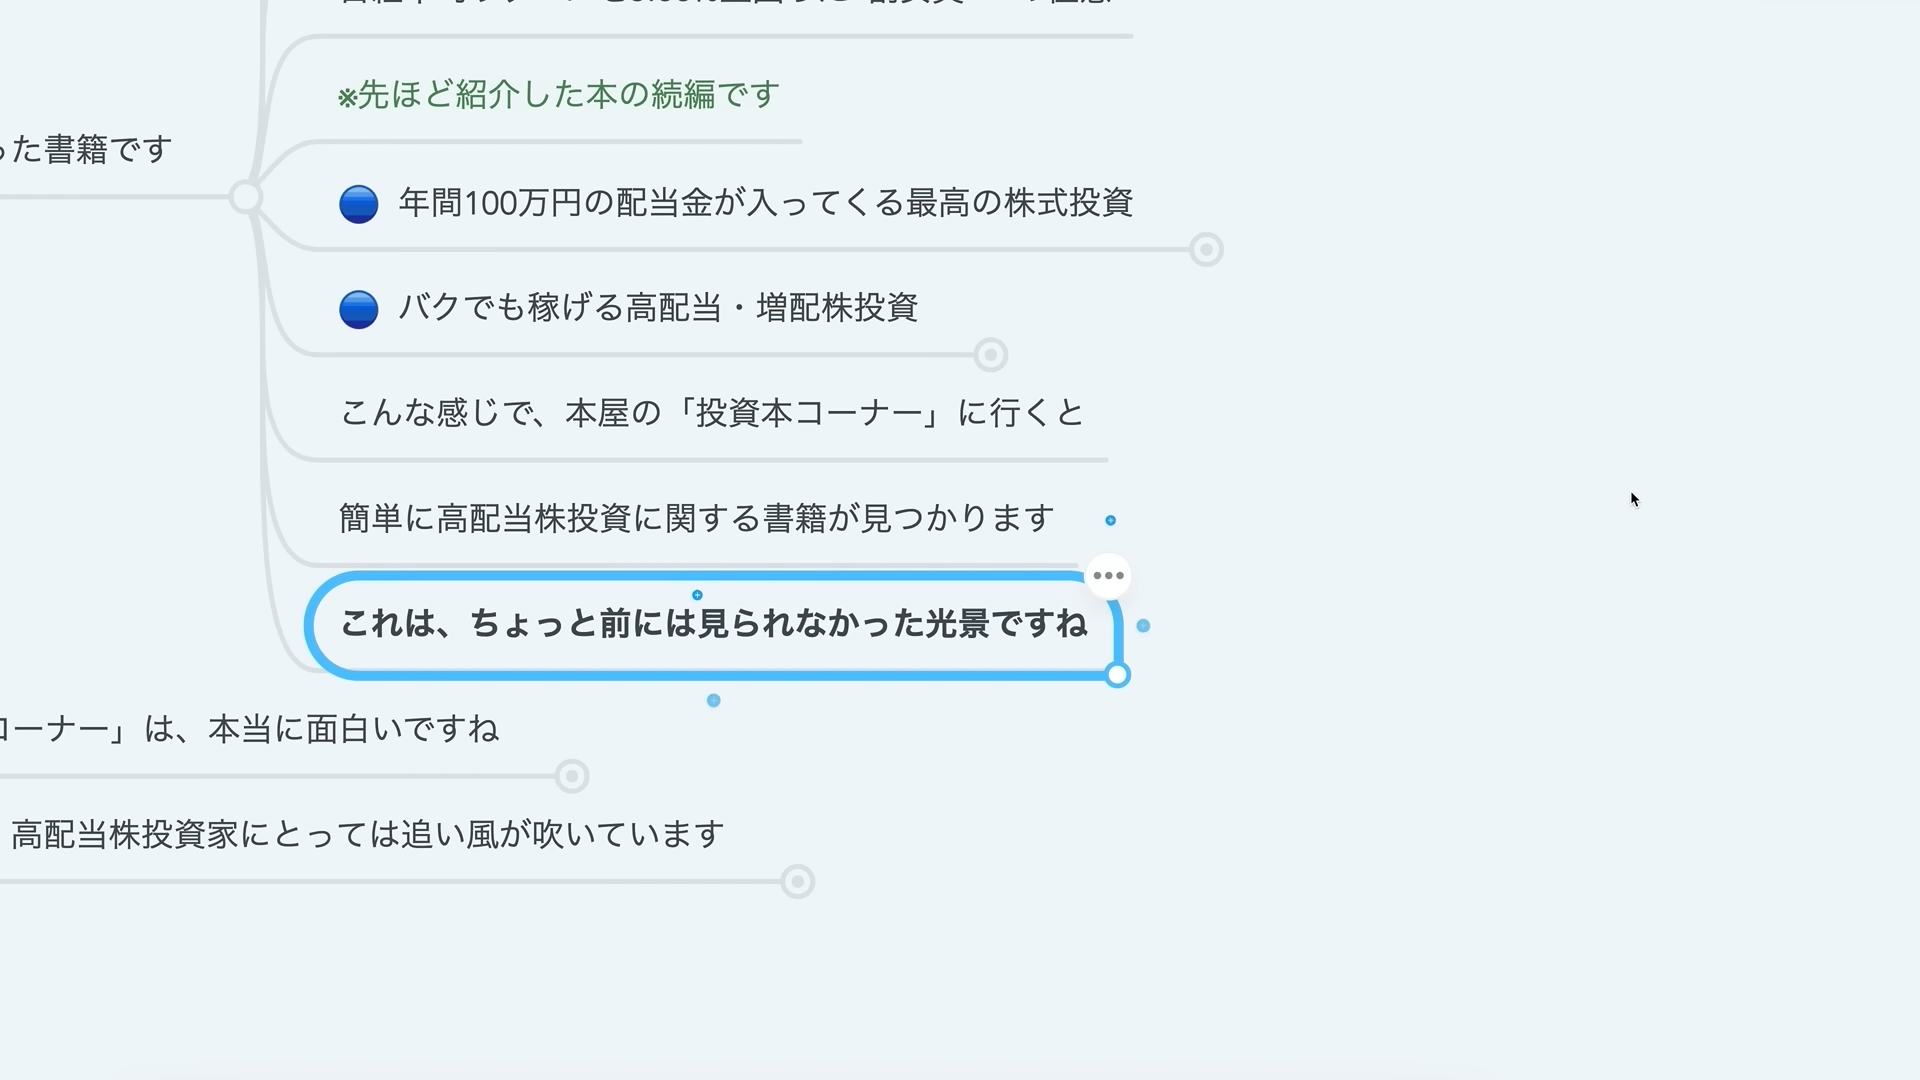 ※先ほど紹介した本の続編です
った書籍です
年間100万円の配当金が入ってくる最高の株式投資
バクでも稼げる高配当・増配株投資
こんな感じで、本屋の「投資本コーナー」に行くと
簡単に高配当株投資に関する書籍が見つかります
これは、ちょっと前には見られなかった光景ですね
コーナー」は、本当に面白いですね
高配当株投資家にとっては追い風が吹いています